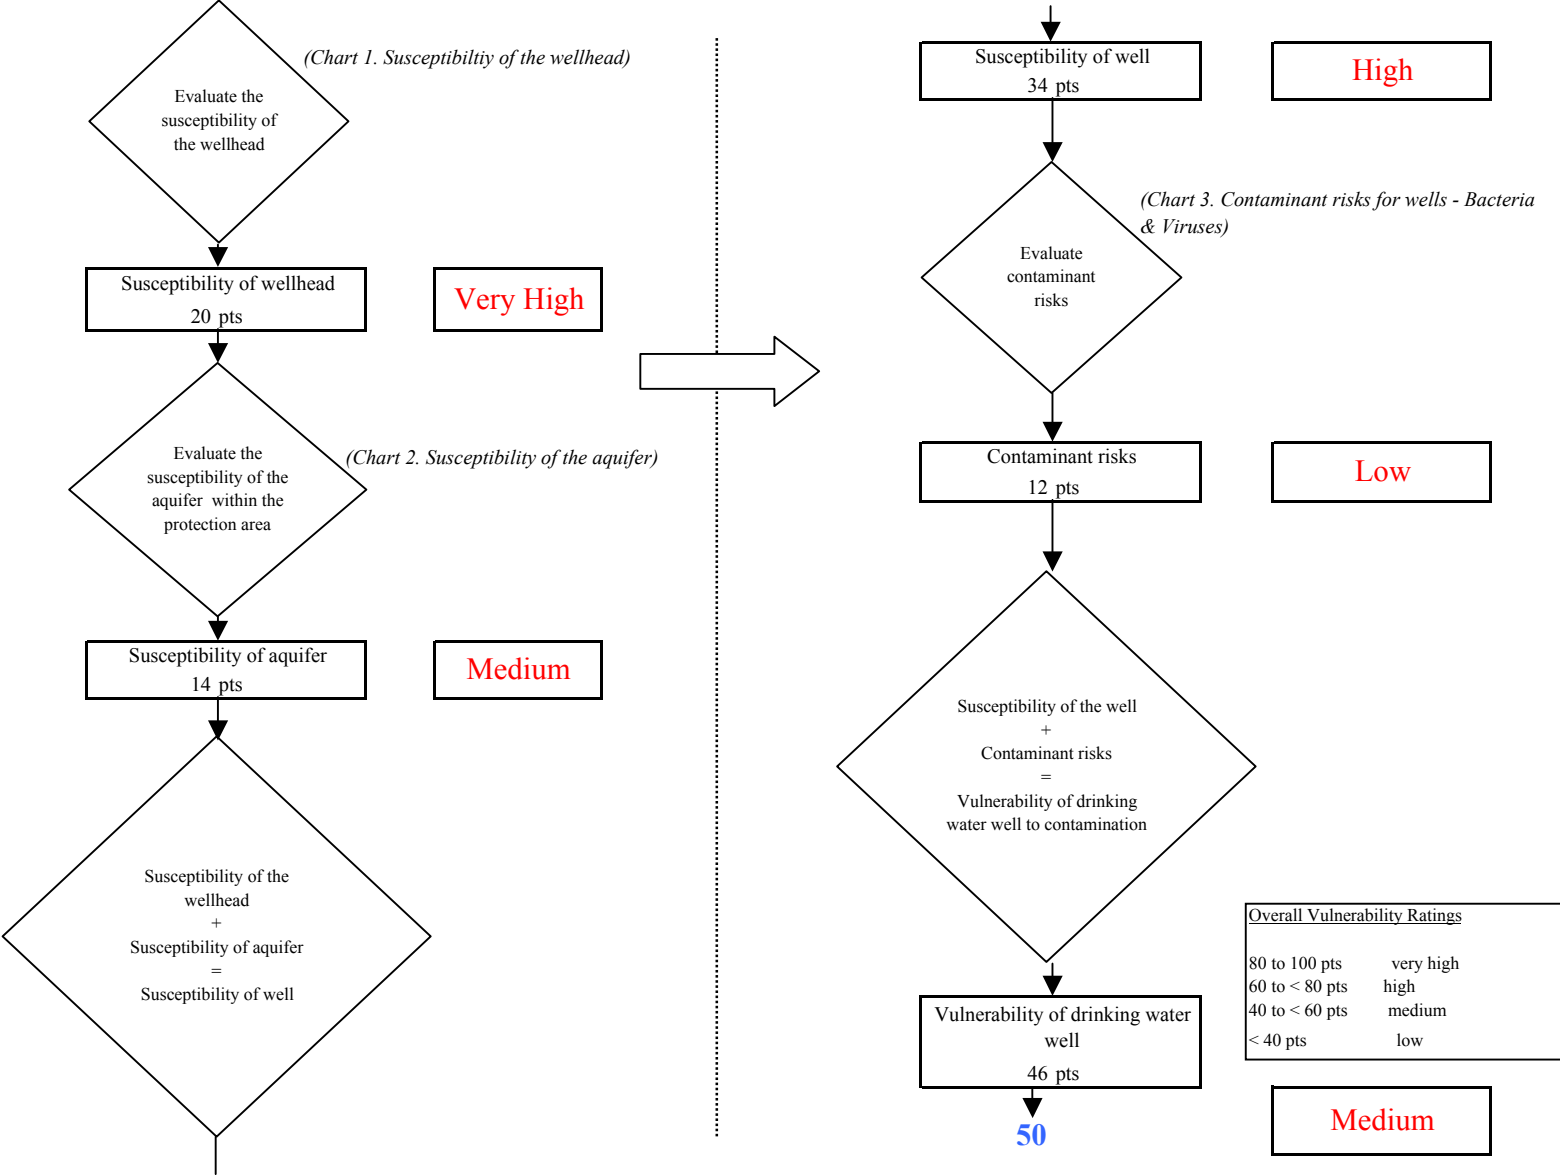 (Chart 1. Susceptibiltiy of the wellhead)
Evaluate the
susceptibility of
the wellhead
Susceptibility of wellhead
20 pts
Very High
Evaluate the
susceptibility of the
aquifer within the
protection area
(Chart 2. Susceptibility of the aquifer)
Susceptibility of aquifer
14 pts
Medium
Susceptibility of the
wellhead
+
Susceptibility of aquifer
=
Susceptibility of well
Susceptibility of well
34 pts
High
(Chart 3. Contaminant risks for wells - Bacteria
& Viruses)
Evaluate
contaminant
risks
Contaminant risks
12 pts
Low
Susceptibility of the well
+
Contaminant risks
=
Vulnerability of drinking
water well to contamination
Overall Vulnerability Ratings
80 to 100 pts very high
60 to < 80 pts high
40 to < 60 pts medium
< 40 pts low
Vulnerability of drinking water
well
46 pts
50
Medium